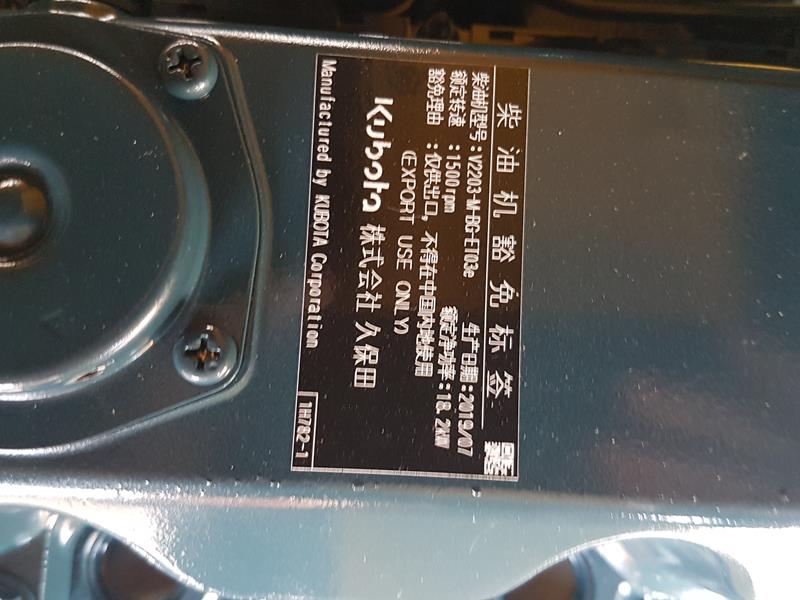 柴油机豁免标签
柴油机型号：V2203-M-BG-ET03e 生产日期：2019/07
额定转速：1500rpm 额定净功率：18.2kW
豁免理由：仅供出口，不得在中国内地使用
(EXPORT USE ONLY)
Kubota 株式会社 久保田
Manufactured by KUBOTA Corporation 1H782-1